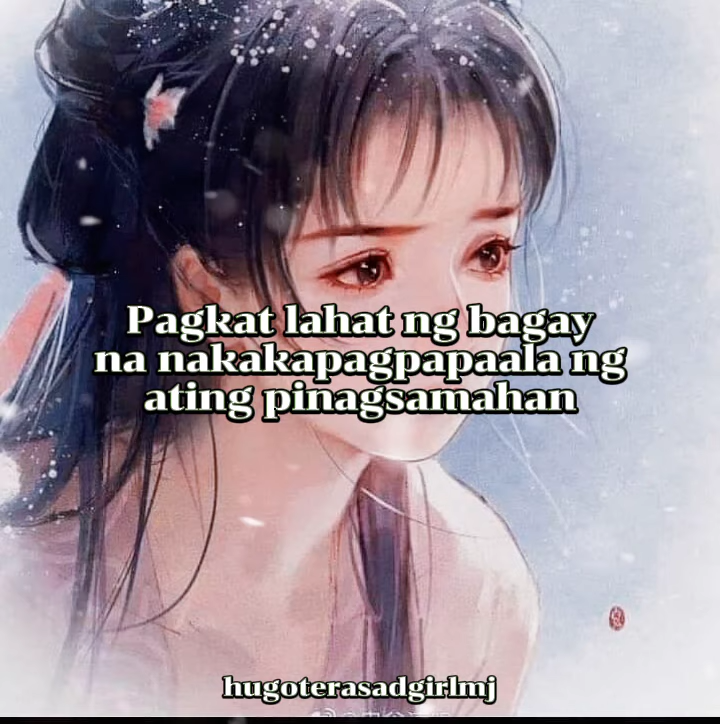 Pagkat lahat ng bagay
na nakakapagpapaala ng
ating pinagsamahan
hugoterasadgirlmj